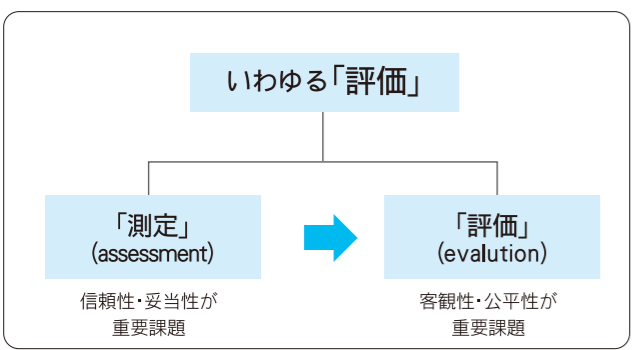 いわゆる「評価」
「測定」
(assessment)
「評価」
(evalution)
信頼性・妥当性が
重要課題
客観性・公平性が
重要課題